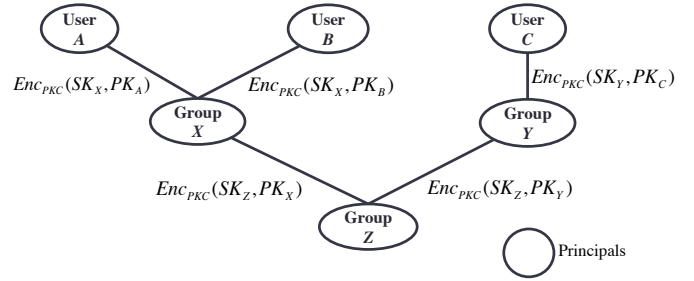 User
A
User
B
User
C
Enc_PKC(SK_X,PK_A)
Enc_PKC(SK_X,PK_B)
Enc_PKC(SK_Y,PK_C)
Group
X
Group
Y
Enc_PKC(SK_Z,PK_X)
Enc_PKC(SK_Z,PK_Y)
Group
Z
Principals